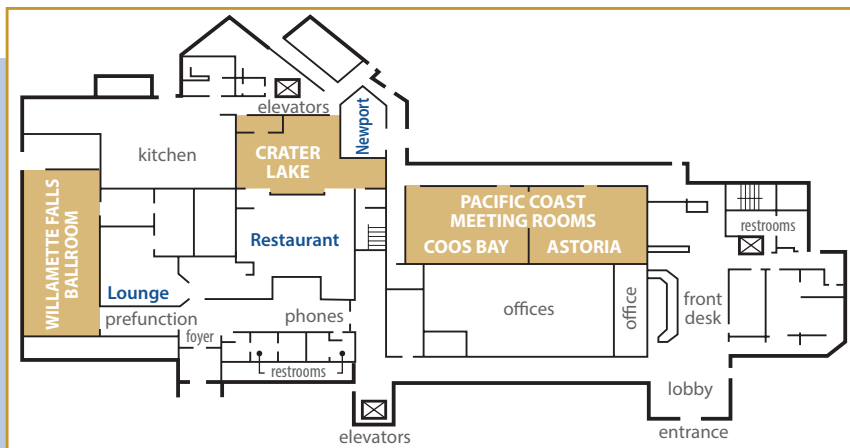 elevators
Newport
kitchen
CRATER
LAKE
WILLAMETTE FALLS
BALLROOM
PACIFIC COAST
MEETING ROOMS
COOS BAY
ASTORIA
restrooms
Restaurant
Lounge
prefunction
phones
foyer
offices
office
front
desk
restrooms
lobby
elevators
entrance